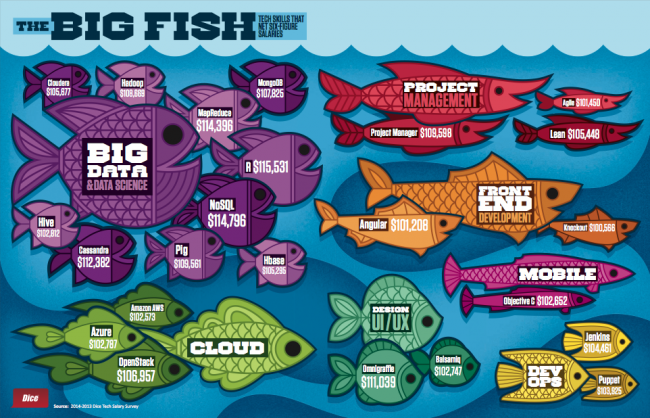 THE BIG FISH
TECH SKILLS THAT
NET SIX-FIGURE
SALARIES
Cloudera
$105,677
Hadoop
$108,669
MongoDB
$107,825
MapReduce
$114,396
BIG
DATA
& DATA SCIENCE
R $115,531
NoSQL
$114,796
Hive
$102,812
Cassandra
$112,382
Pig
$109,561
Hbase
$105,295
PROJECT
MANAGEMENT
Agile $101,450
Project Manager $109,598
Lean $105,448
FRONT
END
DEVELOPMENT
Angular $101,208
Knockout $100,568
MOBILE
Objective C $102,652
Amazon AWS
$102,573
Azure
$102,787
OpenStack
$106,957
CLOUD
DESIGN
UI/UX
Omnigraffle
$111,039
Balsamiq
$102,747
Jenkins
$104,461
DEV
OPS
Puppet
$103,825
Dice
Source: 2014-2013 Dice Tech Salary Survey